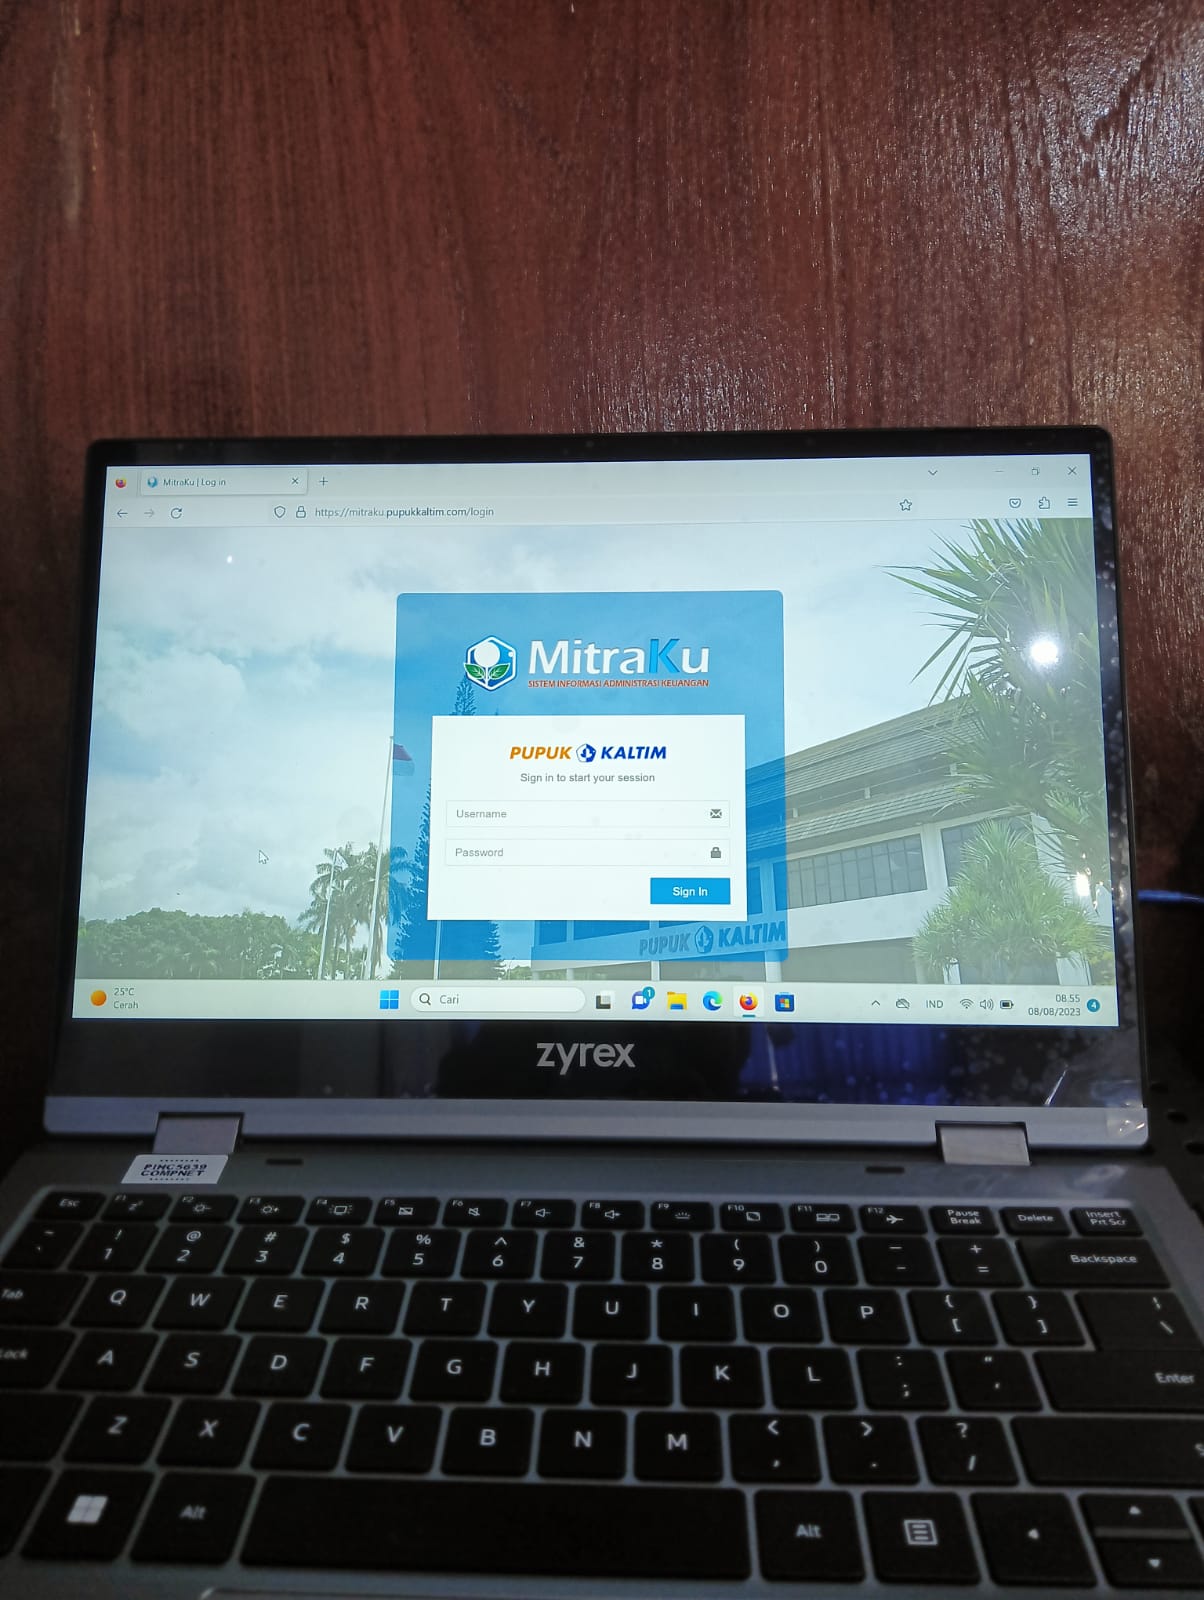 MitraKu | Log in
https://mitraku.pupukkaltim.com/login
MitraKu
SISTEM INFORMASI ADMINISTRASI KEUANGAN
PUPUK KALTIM
Sign in to start your session
Username
Password
Sign In
PUPUK KALTIM
25°C
Cerah
Cari
1
IND
08.55
08/08/2023
4
zyrex
PIHC5639
COMPNET
Esc F1 F2 F3 F4 F5 F6 F7 F8 F9 F10 F11 F12 Pause Break Delete Insert Prt Sc
~ ! @ # $ % ^ & * ( ) — +
` 1 2 3 4 5 6 7 8 9 0 - = Backspace
Tab Q W E R T Y U I O P { [ } ] | \
Lock A S D F G H J K L : ; " ' Enter
Z X C V B N M < , > . ? /
Alt Alt